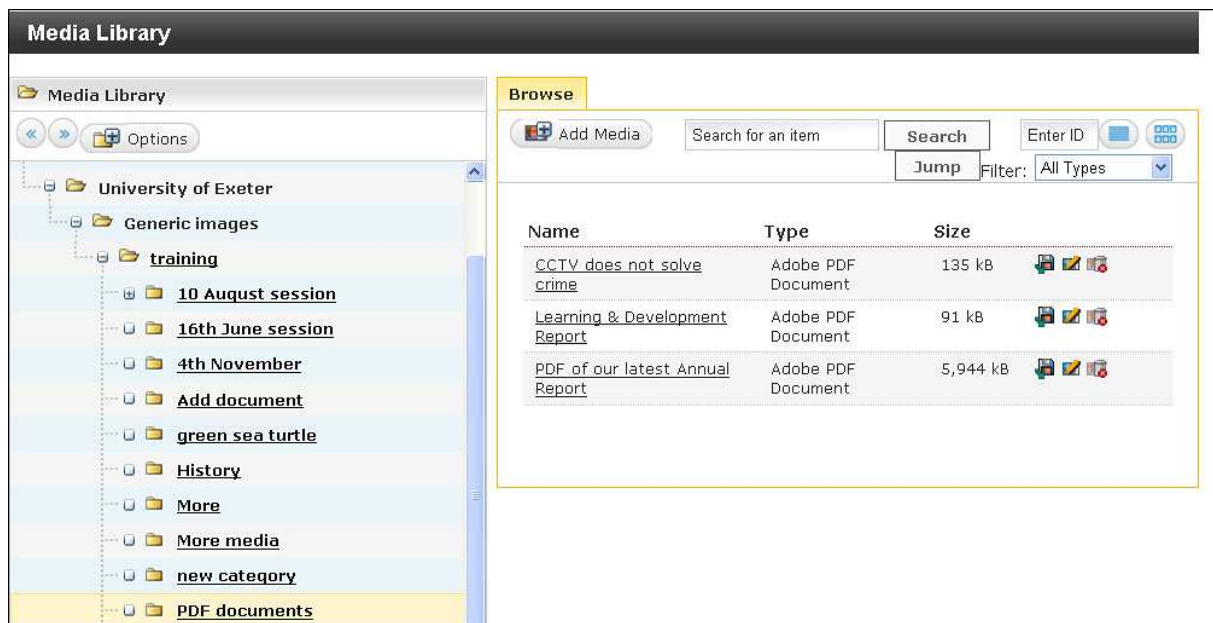 Media Library
Media Library
Options
University of Exeter
Generic images
training
10 August session
16th June session
4th November
Add document
green sea turtle
History
More
More media
new category
PDF documents
Browse
Add Media Search for an item Search Enter ID
Jump Filter: All Types
Name Type Size
CCTV does not solve Adobe PDF 135 kB
crime Document
Learning & Development Adobe PDF 91 kB
Report Document
PDF of our latest Annual Adobe PDF 5,944 kB
Report Document